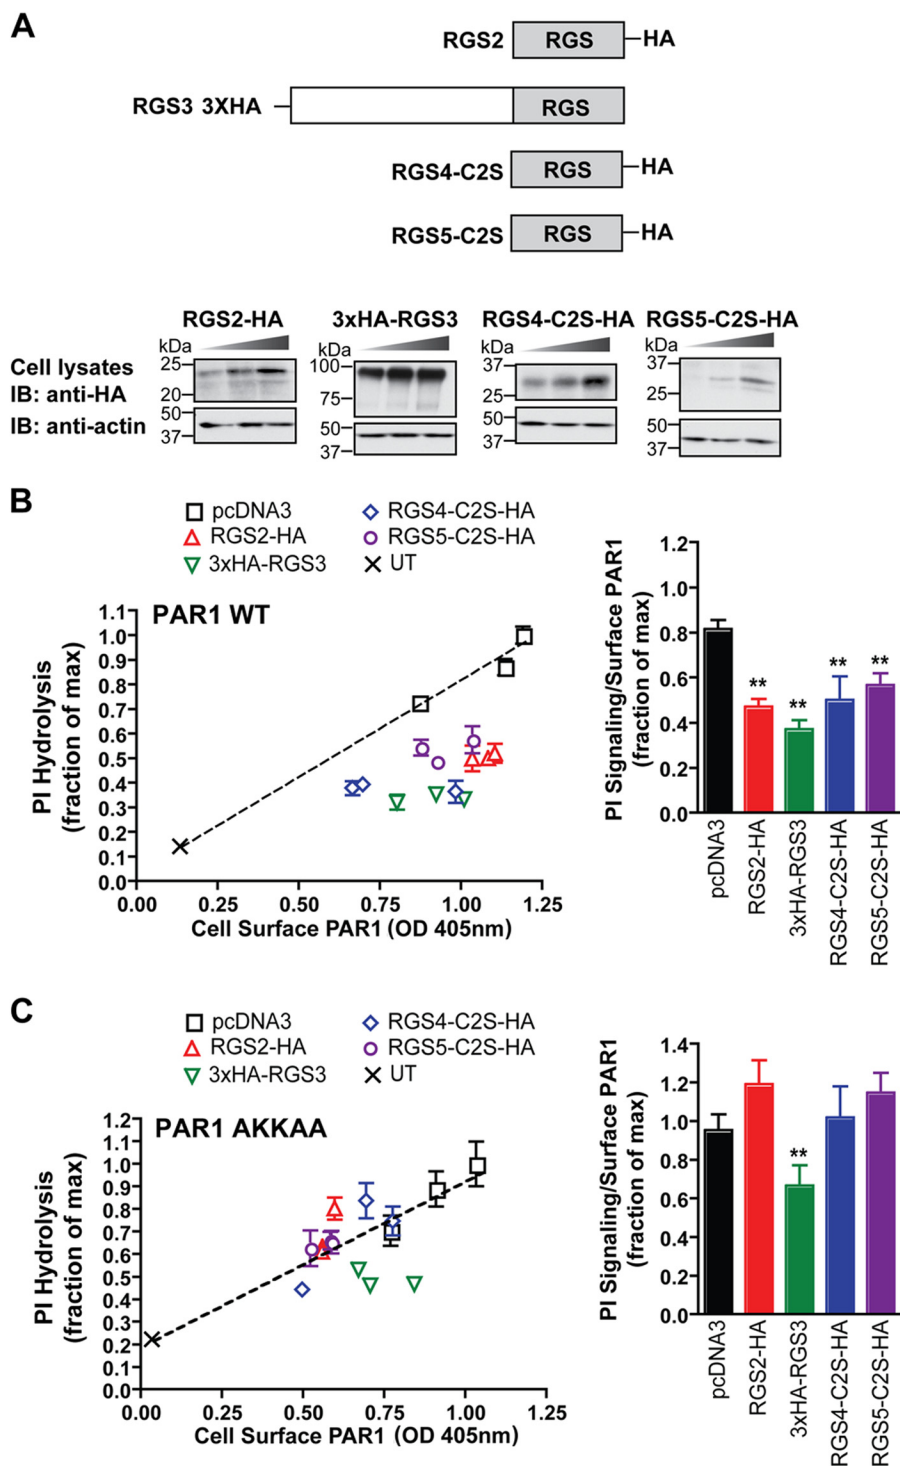 A
RGS2 RGS HA
RGS3 3XHA RGS
RGS4-C2S RGS HA
RGS5-C2S RGS HA
RGS2-HA 3xHA-RGS3 RGS4-C2S-HA RGS5-C2S-HA
kDa kDa kDa kDa
Cell lysates
IB: anti-HA
25 100 37 37
20 75 25 25
IB: anti-actin
50 50 50 50
37 37 37 37
B
pcDNA3 RGS4-C2S-HA
RGS2-HA RGS5-C2S-HA
3xHA-RGS3 UT
PAR1 WT
PI Hydrolysis
(fraction of max)
1.1
1.0
0.9
0.8
0.7
0.6
0.5
0.4
0.3
0.2
0.1
0.0
0.00 0.25 0.50 0.75 1.00 1.25
Cell Surface PAR1 (OD 405nm)
PI Signaling/Surface PAR1
(fraction of max)
1.2
1.0
0.8
0.6
0.4
0.2
0.0
** ** ** **
pcDNA3
RGS2-HA
3xHA-RGS3
RGS4-C2S-HA
RGS5-C2S-HA
C
pcDNA3 RGS4-C2S-HA
RGS2-HA RGS5-C2S-HA
3xHA-RGS3 UT
PAR1 AKKAA
PI Hydrolysis
(fraction of max)
1.2
1.1
1.0
0.9
0.8
0.7
0.6
0.5
0.4
0.3
0.2
0.1
0.0
0.00 0.25 0.50 0.75 1.00 1.25
Cell Surface PAR1 (OD 405nm)
PI Signaling/Surface PAR1
(fraction of max)
1.4
1.2
1.0
0.8
0.6
0.4
0.2
0.0
**
pcDNA3
RGS2-HA
3xHA-RGS3
RGS4-C2S-HA
RGS5-C2S-HA